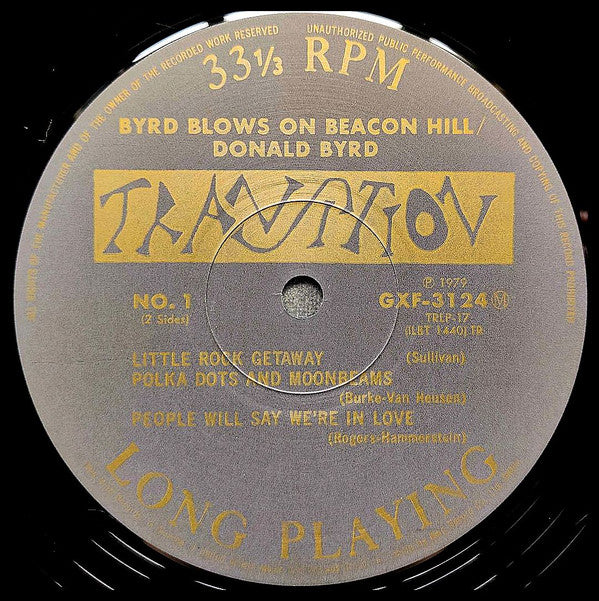 ALL RIGHTS OF THE MANUFACTURER AND OF THE OWNER OF THE RECORDED WORK RESERVED
UNAUTHORIZED PUBLIC PERFORMANCE BROADCASTING AND COPYING OF THIS RECORD PROHIBITED
33⅓ RPM
BYRD BLOWS ON BEACON HILL/
DONALD BYRD
TRANSITION
NO. 1
(2 Sides)
Ⓟ 1979
GXF-3124 Ⓜ
TRLP-17
(ILBT 1440) TR
LITTLE ROCK GETAWAY (Sullivan)
POLKA DOTS AND MOONBEAMS
(Burke-Van Heusen)
PEOPLE WILL SAY WE'RE IN LOVE
(Rogers-Hammerstein)
LONG PLAYING